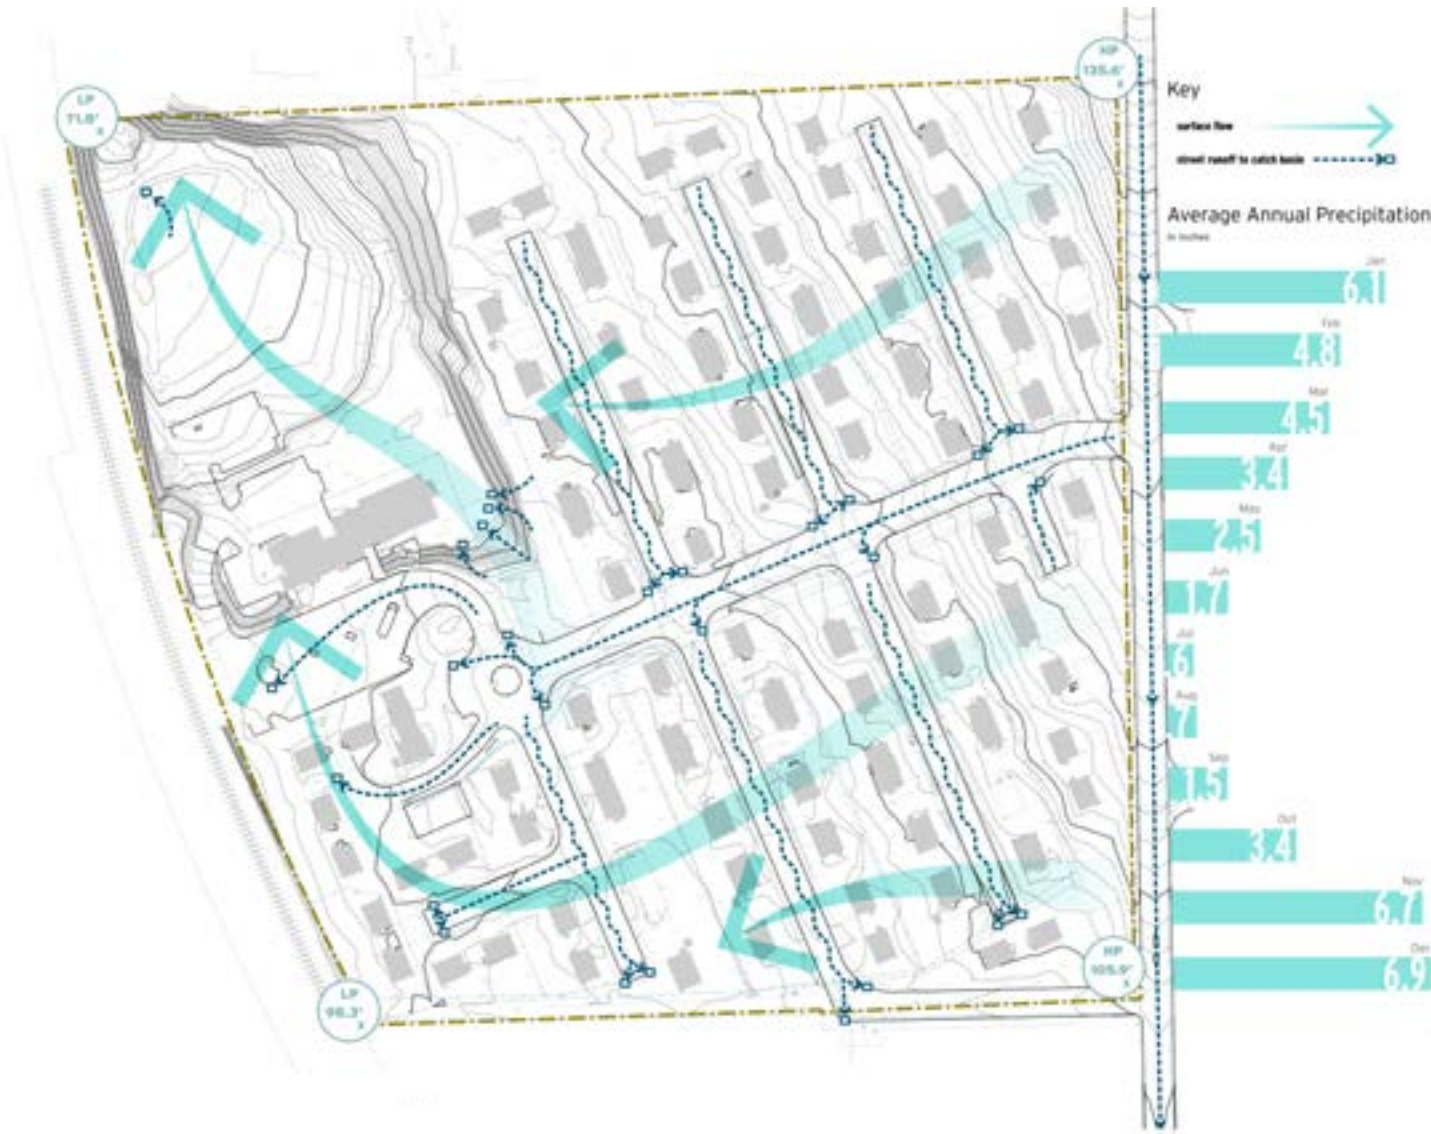 HP
135.6'
x
LP
71.8'
x
Key
surface flow
street runoff to catch basin
Average Annual Precipitation
in inches
Jan
6.1
Feb
4.8
Mar
4.5
Apr
3.4
May
2.5
Jun
1.7
Jul
.6
Aug
.7
Sep
1.5
Oct
3.4
Nov
6.7
Dec
6.9
HP
105.9'
x
LP
98.3'
x